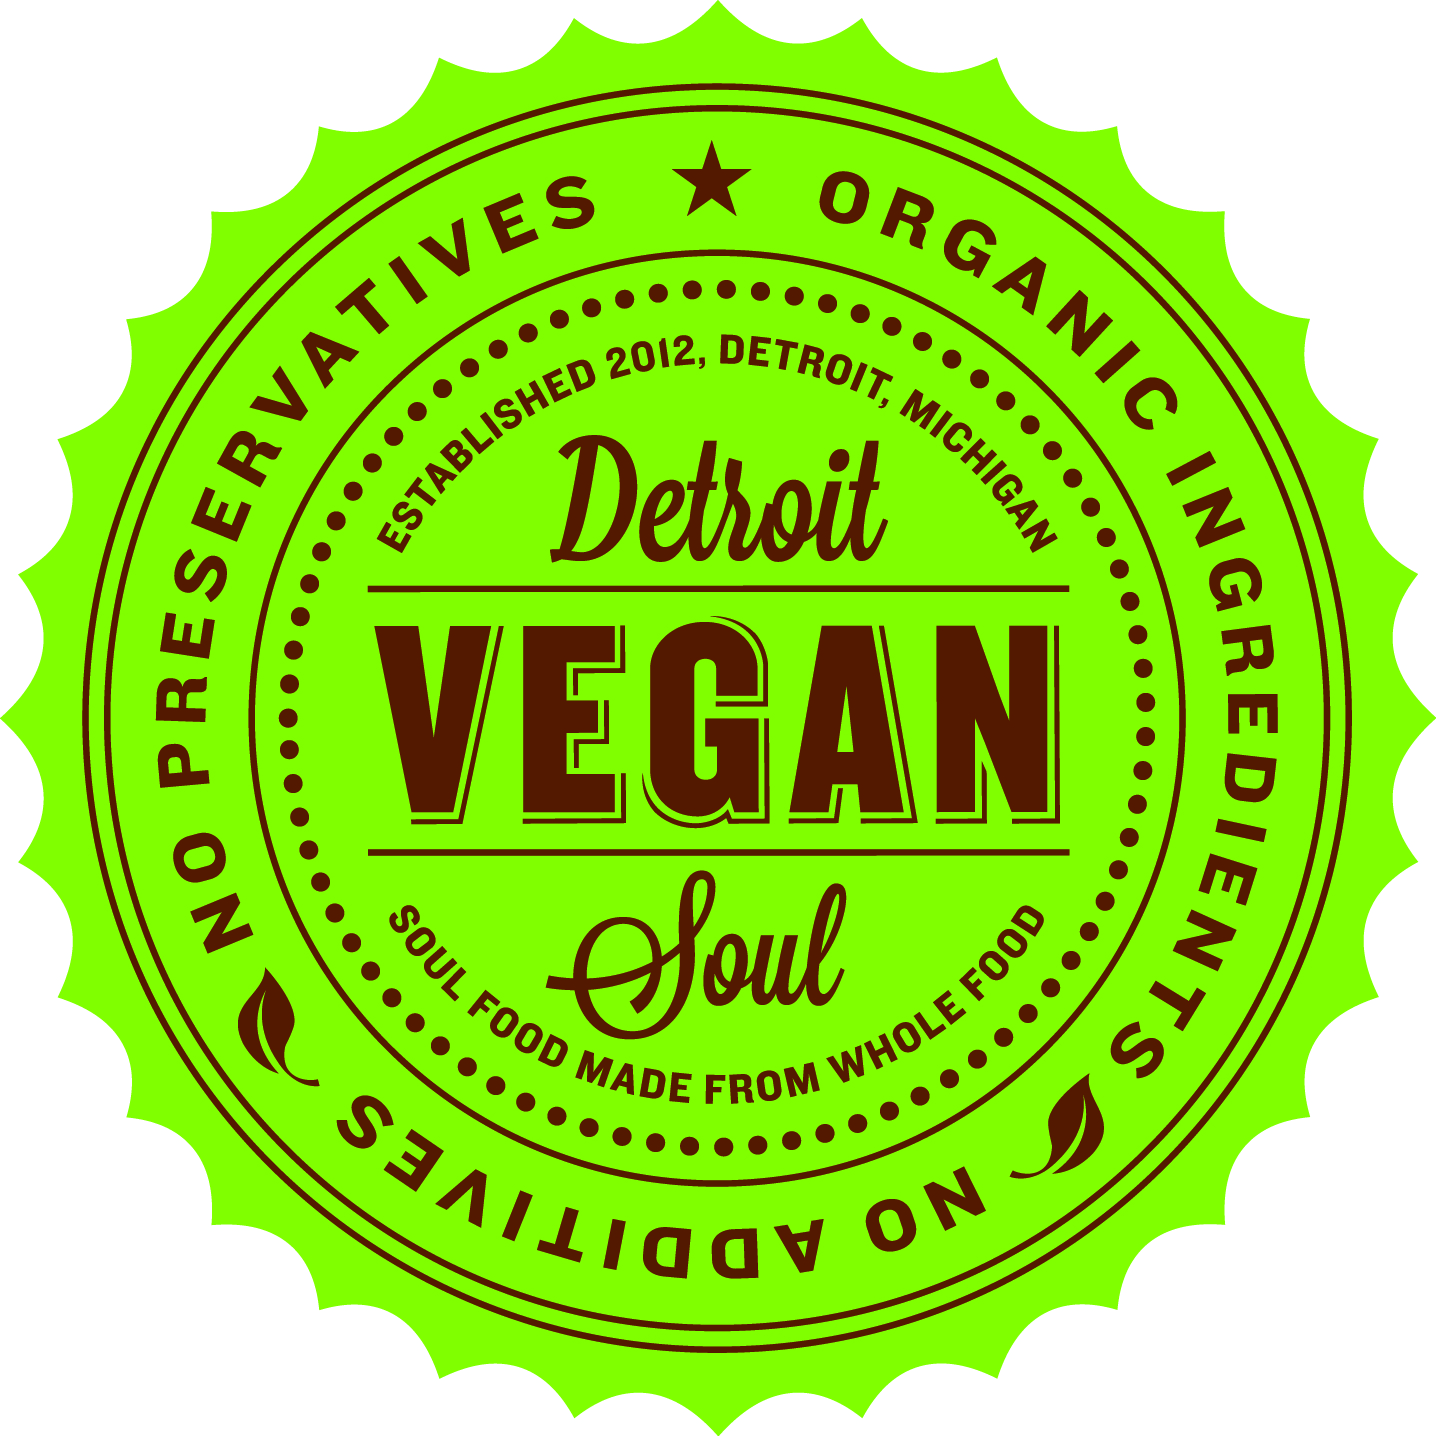 ORGANIC INGREDIENTS
NO ADDITIVES
NO PRESERVATIVES
ESTABLISHED 2012, DETROIT, MICHIGAN
Detroit
VEGAN
Soul
SOUL FOOD MADE FROM WHOLE FOOD